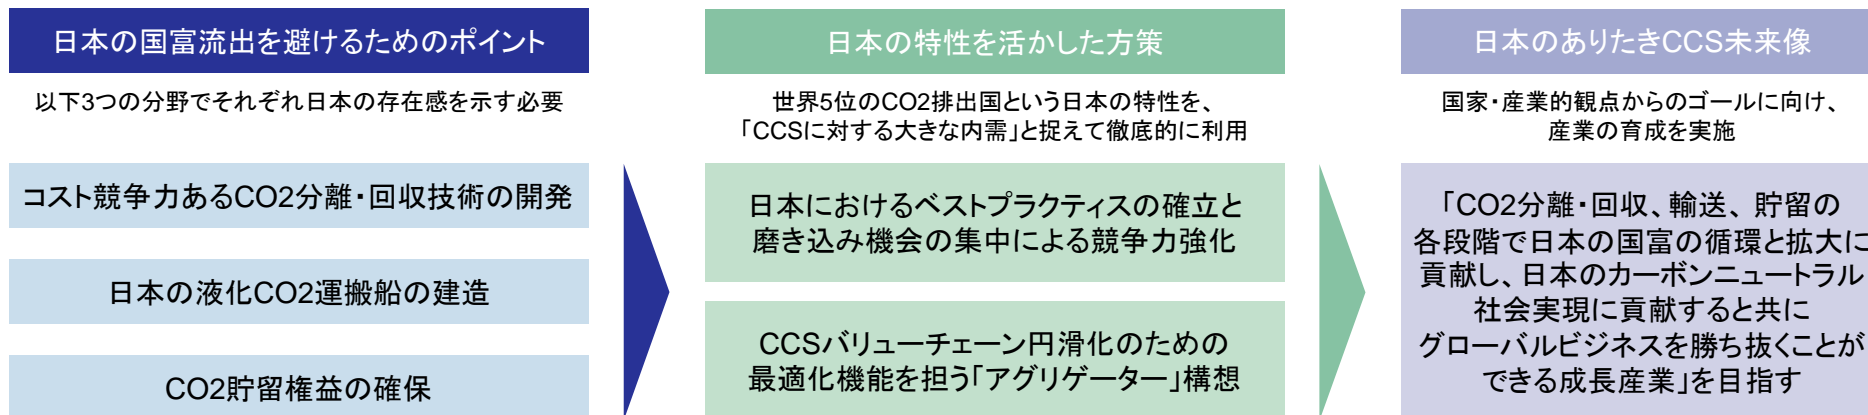 日本の国富流出を避けるためのポイント
以下3つの分野でそれぞれ日本の存在感を示す必要
コスト競争力あるCO2分離・回収技術の開発
日本の液化CO2運搬船の建造
CO2貯留権益の確保
日本の特性を活かした方策
世界5位のCO2排出国という日本の特性を、
「CCSに対する大きな内需」と捉えて徹底的に利用
日本におけるベストプラクティスの確立と
磨き込み機会の集中による競争力強化
CCSバリューチェーン円滑化のための
最適化機能を担う「アグリゲーター」構想
日本のありたきCCS未来像
国家・産業的観点からのゴールに向け、
産業の育成を実施
「CO2分離・回収、輸送、貯留の
各段階で日本の国富の循環と拡大に
貢献し、日本のカーボンニュートラル
社会実現に貢献すると共に
グローバルビジネスを勝ち抜くことが
できる成長産業」を目指す